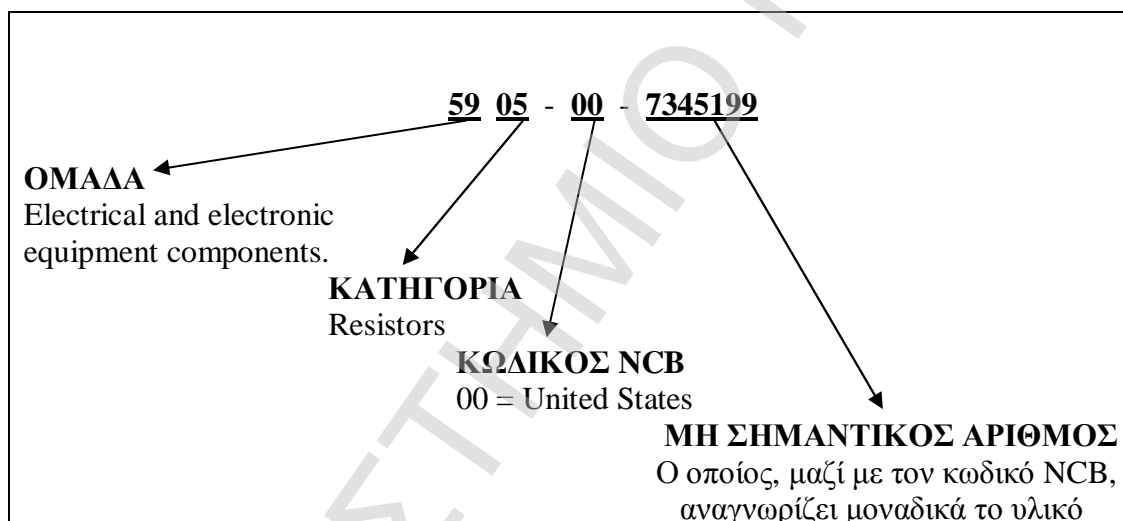 59 05 - 00 - 7345199
ΟΜΑΔΑ
Electrical and electronic
equipment components.
ΚΑΤΗΓΟΡΙΑ
Resistors
ΚΩΔΙΚΟΣ NCB
00 = United States
ΜΗ ΣΗΜΑΝΤΙΚΟΣ ΑΡΙΘΜΟΣ
Ο οποίος, μαζί με τον κωδικό NCB,
αναγνωρίζει μοναδικά το υλικό